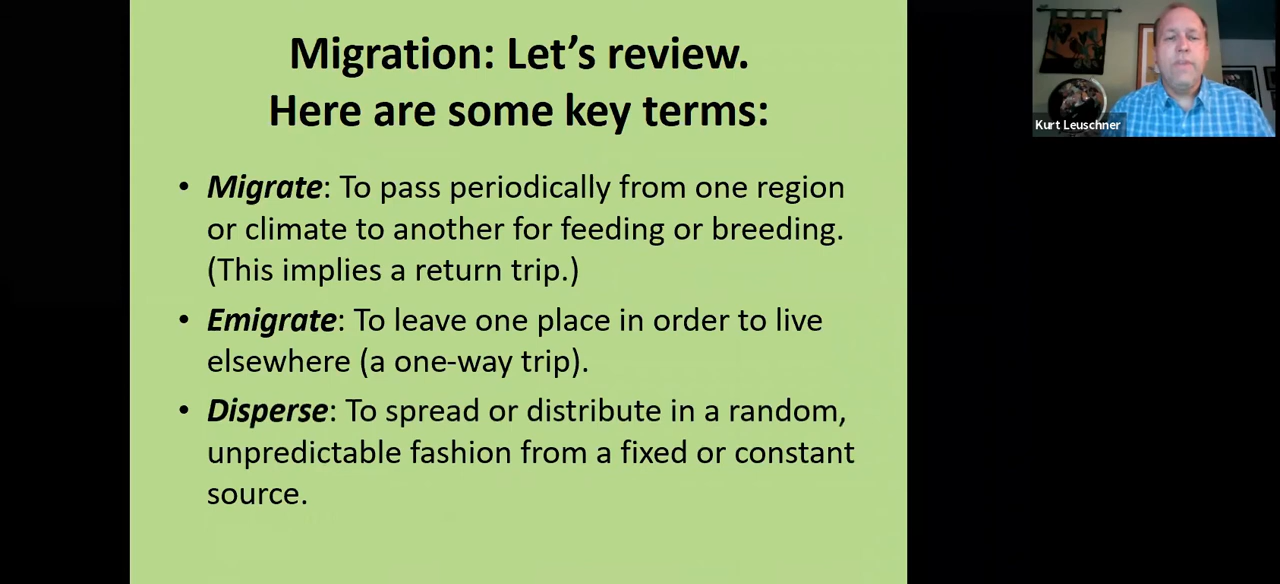 Migration: Let's review.
Here are some key terms:
• Migrate: To pass periodically from one region
or climate to another for feeding or breeding.
(This implies a return trip.)
• Emigrate: To leave one place in order to live
elsewhere (a one-way trip).
• Disperse: To spread or distribute in a random,
unpredictable fashion from a fixed or constant
source.
Kurt Leuschner